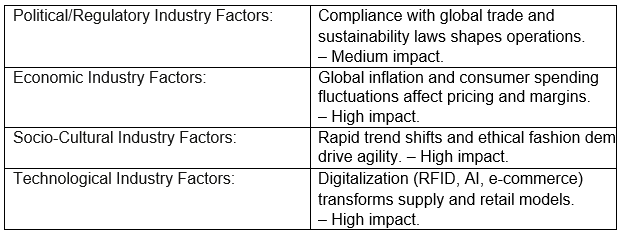 Political/Regulatory Industry Factors:
Compliance with global trade and
sustainability laws shapes operations.
– Medium impact.
Economic Industry Factors:
Global inflation and consumer spending
fluctuations affect pricing and margins.
– High impact.
Socio-Cultural Industry Factors:
Rapid trend shifts and ethical fashion dem
drive agility. – High impact.
Technological Industry Factors:
Digitalization (RFID, AI, e-commerce)
transforms supply and retail models.
– High impact.